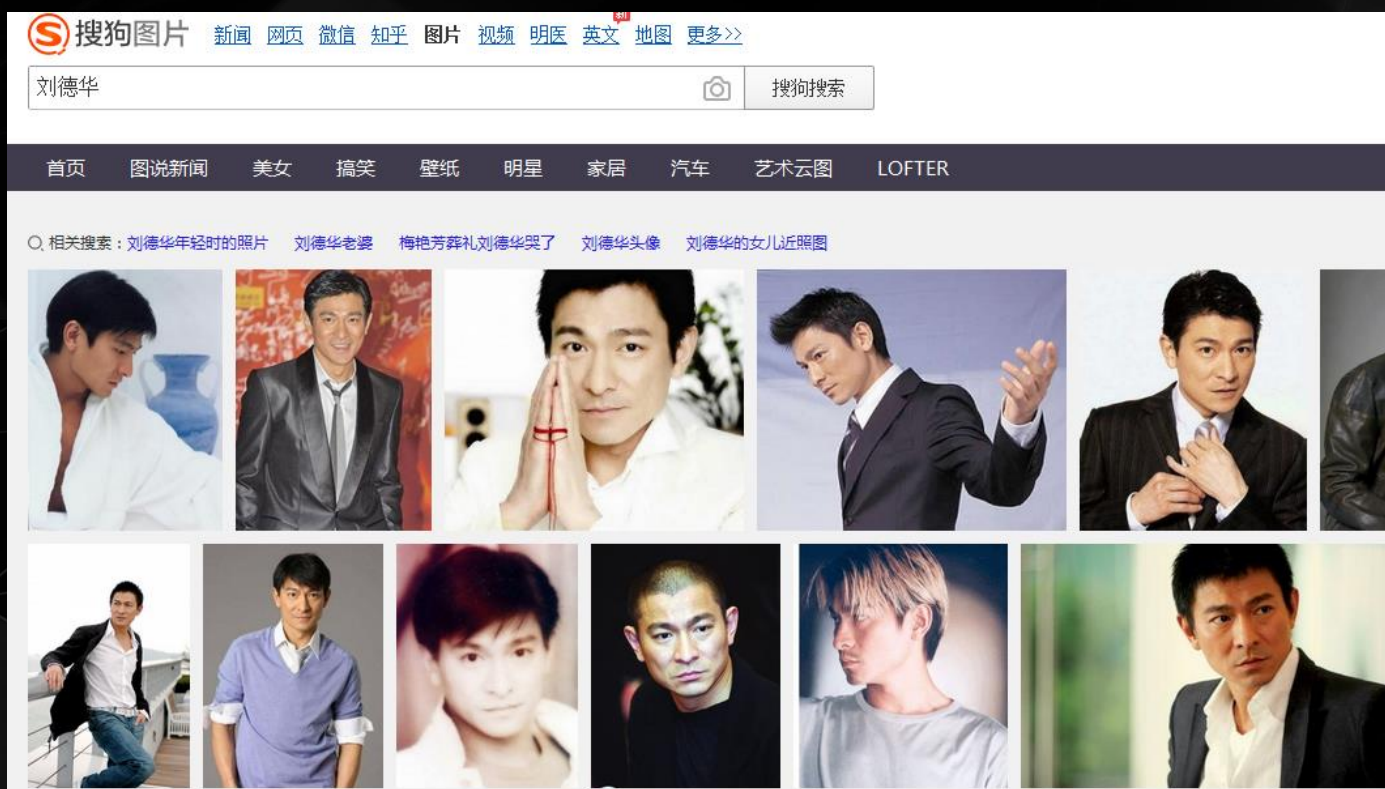 搜狗图片 新闻 网页 微信 知乎 图片 视频 明医 英文 新 地图 更多>>
刘德华 搜狗搜索
首页 图说新闻 美女 搞笑 壁纸 明星 家居 汽车 艺术云图 LOFTER
相关搜索：刘德华年轻时的照片 刘德华老婆 梅艳芳葬礼刘德华哭了 刘德华头像 刘德华的女儿近照图